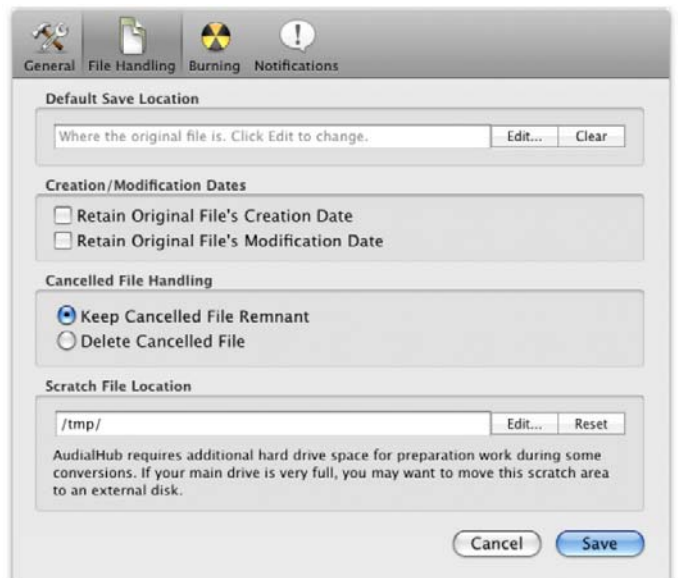 General File Handling Burning Notifications
Default Save Location
Where the original file is. Click Edit to change. Edit... Clear
Creation/Modification Dates
Retain Original File's Creation Date
Retain Original File's Modification Date
Cancelled File Handling
Keep Cancelled File Remnant
Delete Cancelled File
Scratch File Location
/tmp/ Edit... Reset
AudialHub requires additional hard drive space for preparation work during some
conversions. If your main drive is very full, you may want to move this scratch area
to an external disk.
Cancel Save